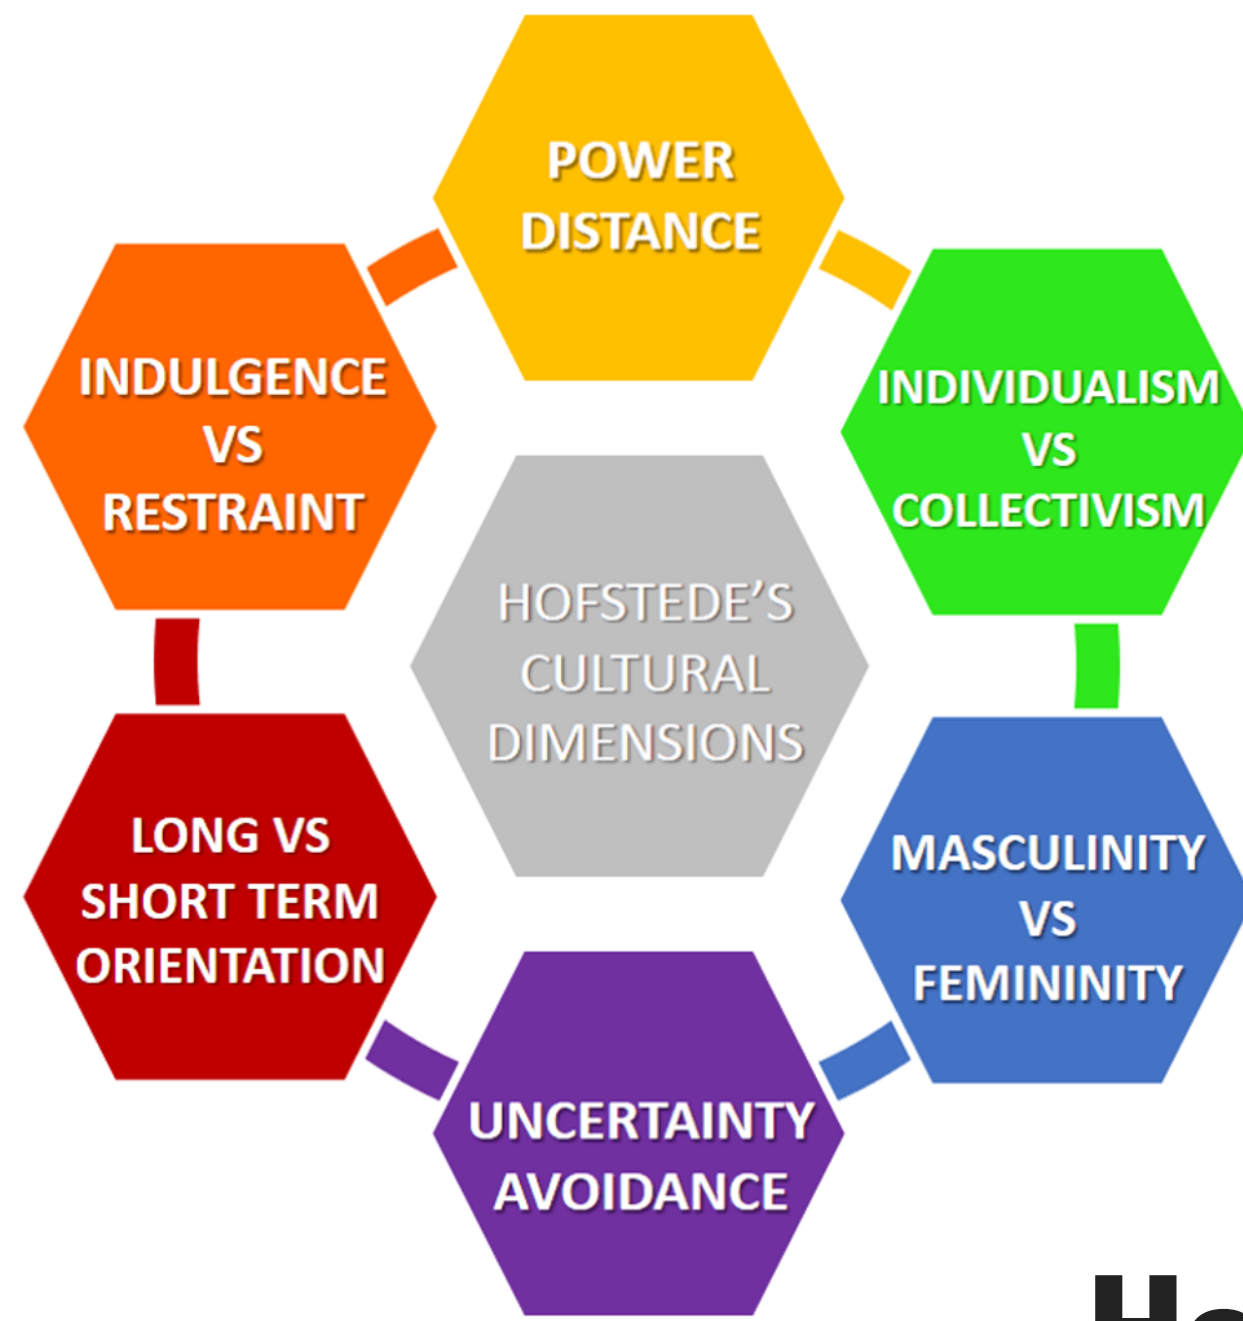 POWER
DISTANCE
INDIVIDUALISM
VS
COLLECTIVISM
MASCULINITY
VS
FEMININITY
UNCERTAINTY
AVOIDANCE
LONG VS
SHORT TERM
ORIENTATION
INDULGENCE
VS
RESTRAINT
HOFSTEDE’S
CULTURAL
DIMENSIONS